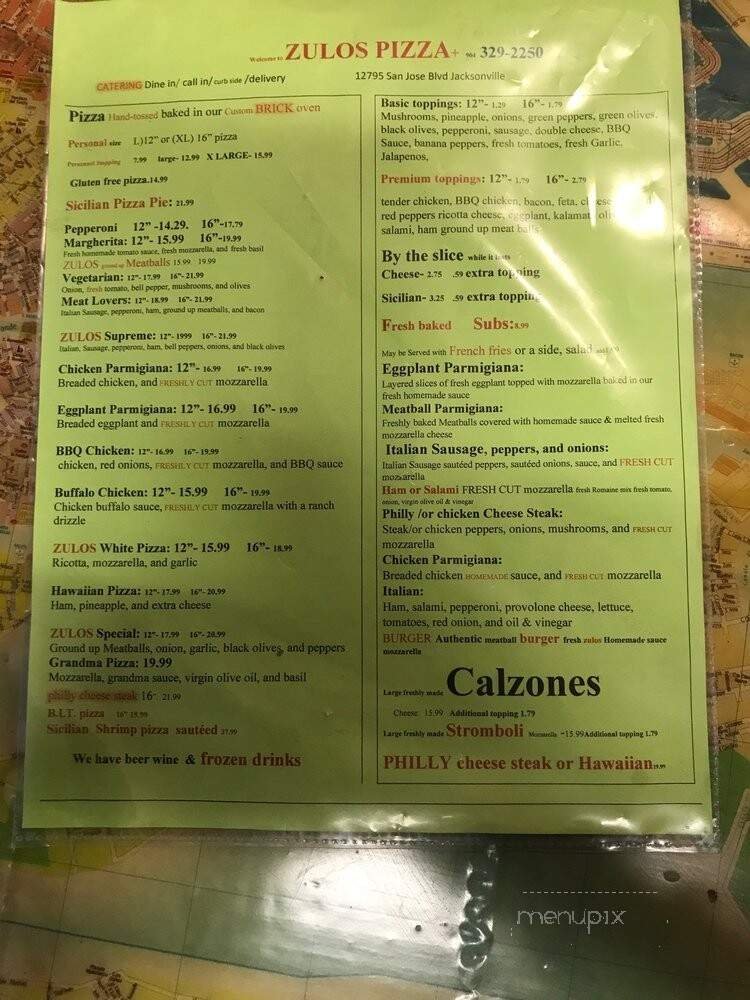 Welcome to ZULOS PIZZA+ 904 329-2250
CATERING Dine in/ call in/ curb side /delivery
12795 San Jose Blvd Jacksonville
Pizza Hand-tossed baked in our Custom BRICK oven
Personal size L)12” or (XL) 16” pizza
7.99 large- 12.99 X LARGE- 15.99
Gluten free pizza.14.99
Sicilian Pizza Pie: 21.99
Pepperoni 12” -14.29. 16”-17.79
Margherita: 12”- 15.99 16”-19.99
Fresh homemade tomato sauce, fresh mozzarella, and fresh basil
ZULOS ground up Meatballs 15.99 19.99
Vegetarian: 12”- 17.99 16”- 21.99
Onion, fresh tomato, bell pepper, mushrooms, and olives
Meat Lovers: 12”- 18.99 16”- 21.99
Italian Sausage, pepperoni, ham, ground up meatballs, and bacon
ZULOS Supreme: 12”- 1999 16”- 21.99
Italian, Sausage, pepperoni, ham, bell peppers, onions, and black olives
Chicken Parmigiana: 12”- 16.99 16”- 19.99
Breaded chicken, and FRESHLY CUT mozzarella
Eggplant Parmigiana: 12”- 16.99 16”- 19.99
Breaded eggplant and FRESHLY CUT mozzarella
BBQ Chicken: 12”- 16.99 16”- 19.99
chicken, red onions, FRESHLY CUT mozzarella, and BBQ sauce
Buffalo Chicken: 12”- 15.99 16”- 19.99
Chicken buffalo sauce, FRESHLY CUT mozzarella with a ranch
drizzle
ZULOS White Pizza: 12”- 15.99 16”- 18.99
Ricotta, mozzarella, and garlic
Hawaiian Pizza: 12”- 17.99 16”- 20.99
Ham, pineapple, and extra cheese
ZULOS Special: 12”- 17.99 16”- 20.99
Ground up Meatballs, onion, garlic, black olives, and peppers
Grandma Pizza: 19.99
Mozzarella, grandma sauce, virgin olive oil, and basil
philly cheese steak 16” 21.99
B.L.T. pizza 16” 19.99
Sicilian Shrimp pizza sautéed 27.99
We have beer wine & frozen drinks
Basic toppings: 12”- 1.29 16”- 1.79
Mushrooms, pineapple, onions, green peppers, green olives,
black olives, pepperoni, sausage, double cheese, BBQ
Sauce, banana peppers, fresh tomatoes, fresh Garlic,
Jalapenos,
Premium toppings: 12”- 1.79 16”- 2.79
tender chicken, BBQ chicken, bacon, feta, cheese
red peppers ricotta cheese, eggplant, kalamata
salami, ham ground up meat balls
By the slice while it lasts
Cheese- 2.75 .59 extra topping
Sicilian- 3.25 .59 extra topping
Fresh baked Subs:8.99
May be Served with French fries or a side, salad
Eggplant Parmigiana:
Layered slices of fresh eggplant topped with mozzarella baked in our
fresh homemade sauce
Meatball Parmigiana:
Freshly baked Meatballs covered with homemade sauce & melted fresh
mozzarella cheese
Italian Sausage, peppers, and onions:
Italian Sausage sautéed peppers, sautéed onions, sauce, and FRESH CUT
mozzarella
Ham or Salami FRESH CUT mozzarella fresh Romaine mix fresh tomato,
onion, virgin olive oil & vinegar
Philly /or chicken Cheese Steak:
Steak/or chicken peppers, onions, mushrooms, and FRESH CUT
mozzarella
Chicken Parmigiana:
Breaded chicken HOMEMADE sauce, and FRESH CUT mozzarella
Italian:
Ham, salami, pepperoni, provolone cheese, lettuce,
tomatoes, red onion, and oil & vinegar
BURGER Authentic meatball burger fresh zulos Homemade sauce
mozzarella
Large freshly made Calzones
Cheese: 15.99 Additional topping 1.79
Large freshly made Stromboli Mozzarella -15.99Additional topping 1.79
PHILLY cheese steak or Hawaiian19.99
menupix